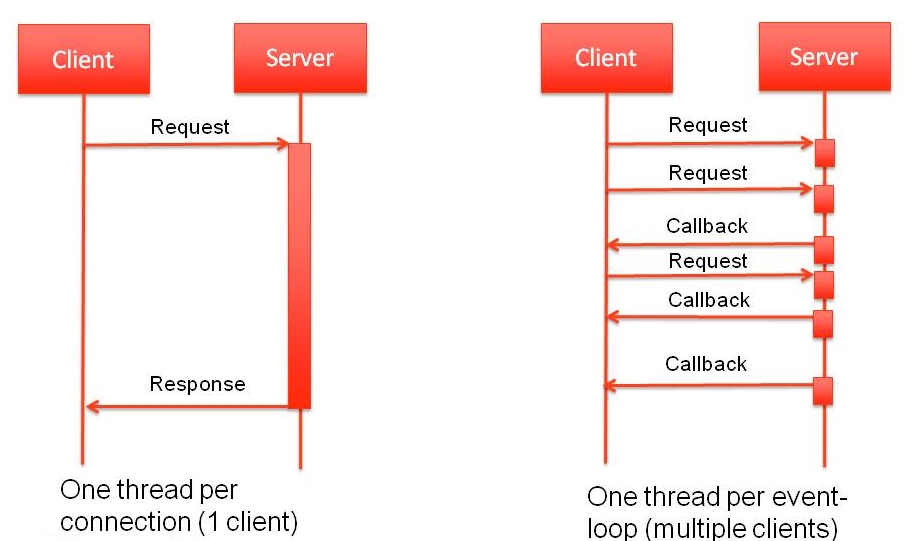 Client
Server
Request
Response
One thread per
connection (1 client)
Client
Server
Request
Request
Callback
Request
Callback
Callback
One thread per event-
loop (multiple clients)